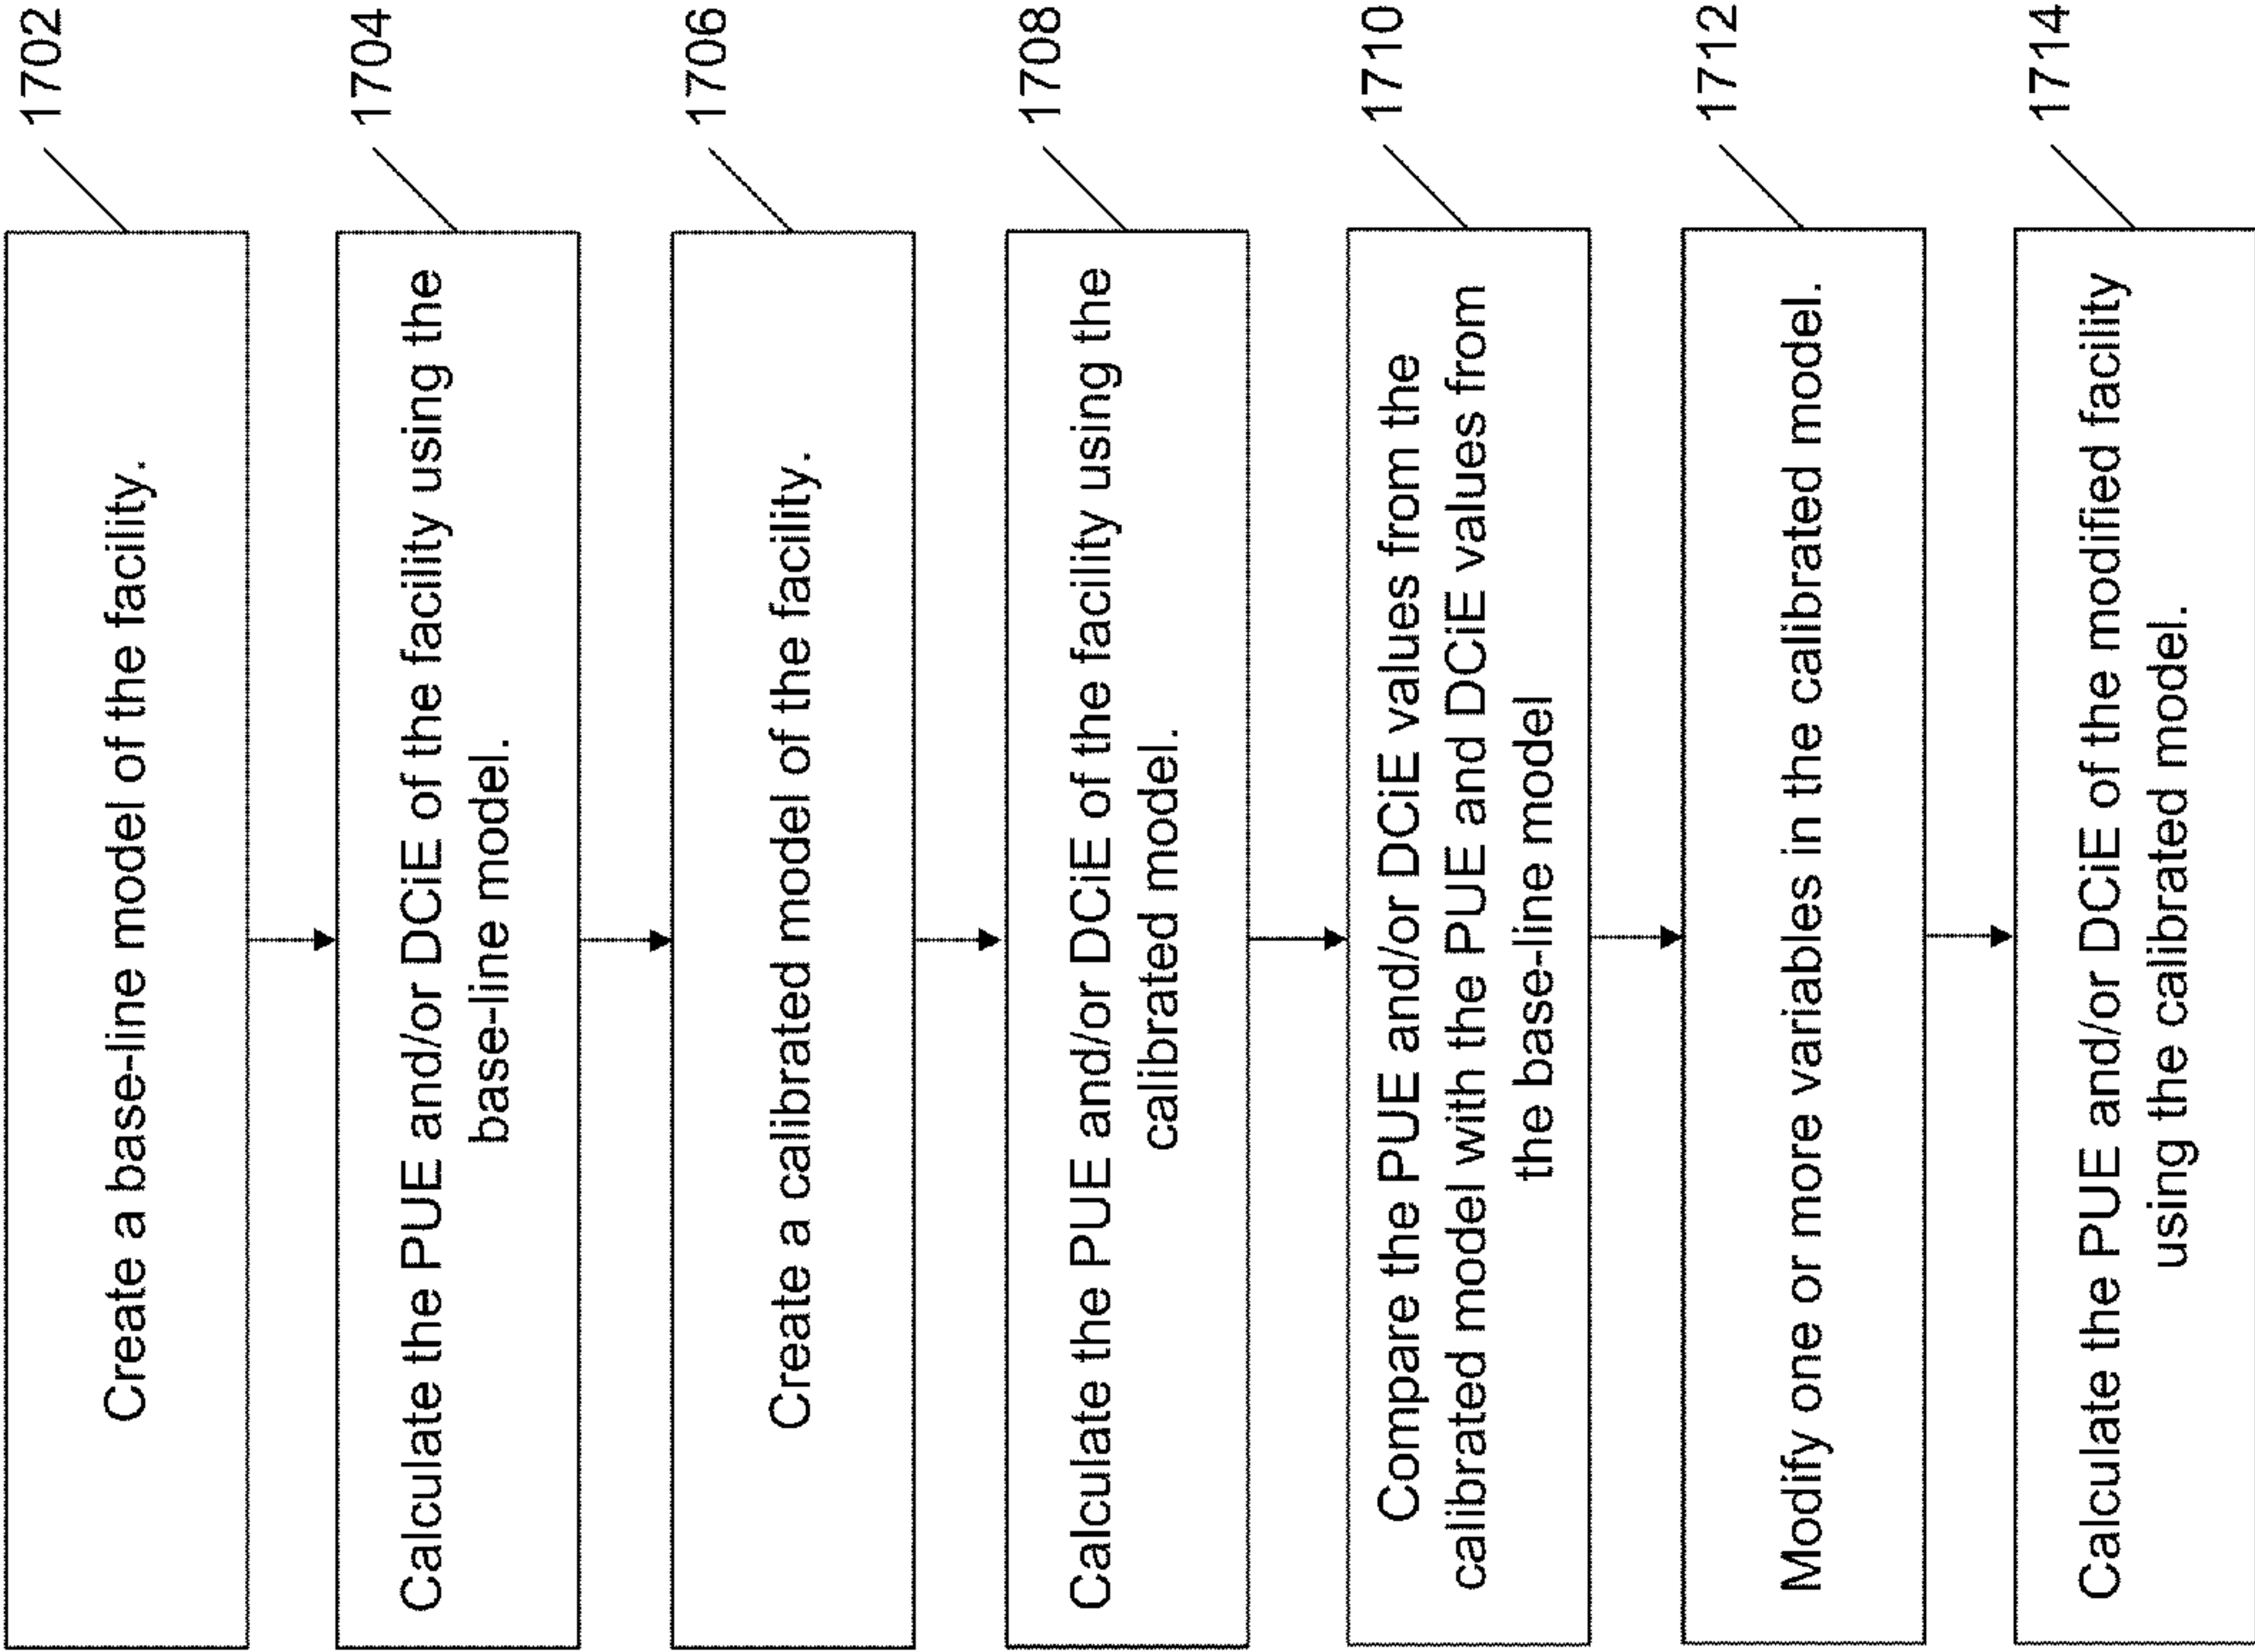 1702
Create a base-line model of the facility.
1704
Calculate the PUE and/or DCiE of the facility using the
base-line model.
1706
Create a calibrated model of the facility.
1708
Calculate the PUE and/or DCiE of the facility using the
calibrated model.
1710
Compare the PUE and/or DCiE values from the
calibrated model with the PUE and DCiE values from
the base-line model
1712
Modify one or more variables in the calibrated model.
1714
Calculate the PUE and/or DCiE of the modified facility
using the calibrated model.